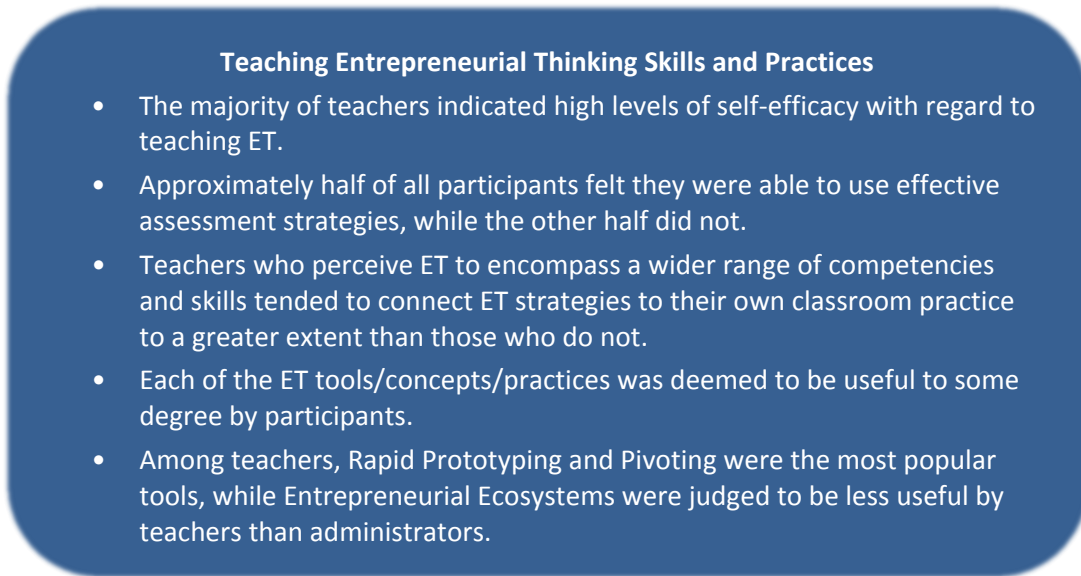 Teaching Entrepreneurial Thinking Skills and Practices
• The majority of teachers indicated high levels of self-efficacy with regard to
teaching ET.
• Approximately half of all participants felt they were able to use effective
assessment strategies, while the other half did not.
• Teachers who perceive ET to encompass a wider range of competencies
and skills tended to connect ET strategies to their own classroom practice
to a greater extent than those who do not.
• Each of the ET tools/concepts/practices was deemed to be useful to some
degree by participants.
• Among teachers, Rapid Prototyping and Pivoting were the most popular
tools, while Entrepreneurial Ecosystems were judged to be less useful by
teachers than administrators.